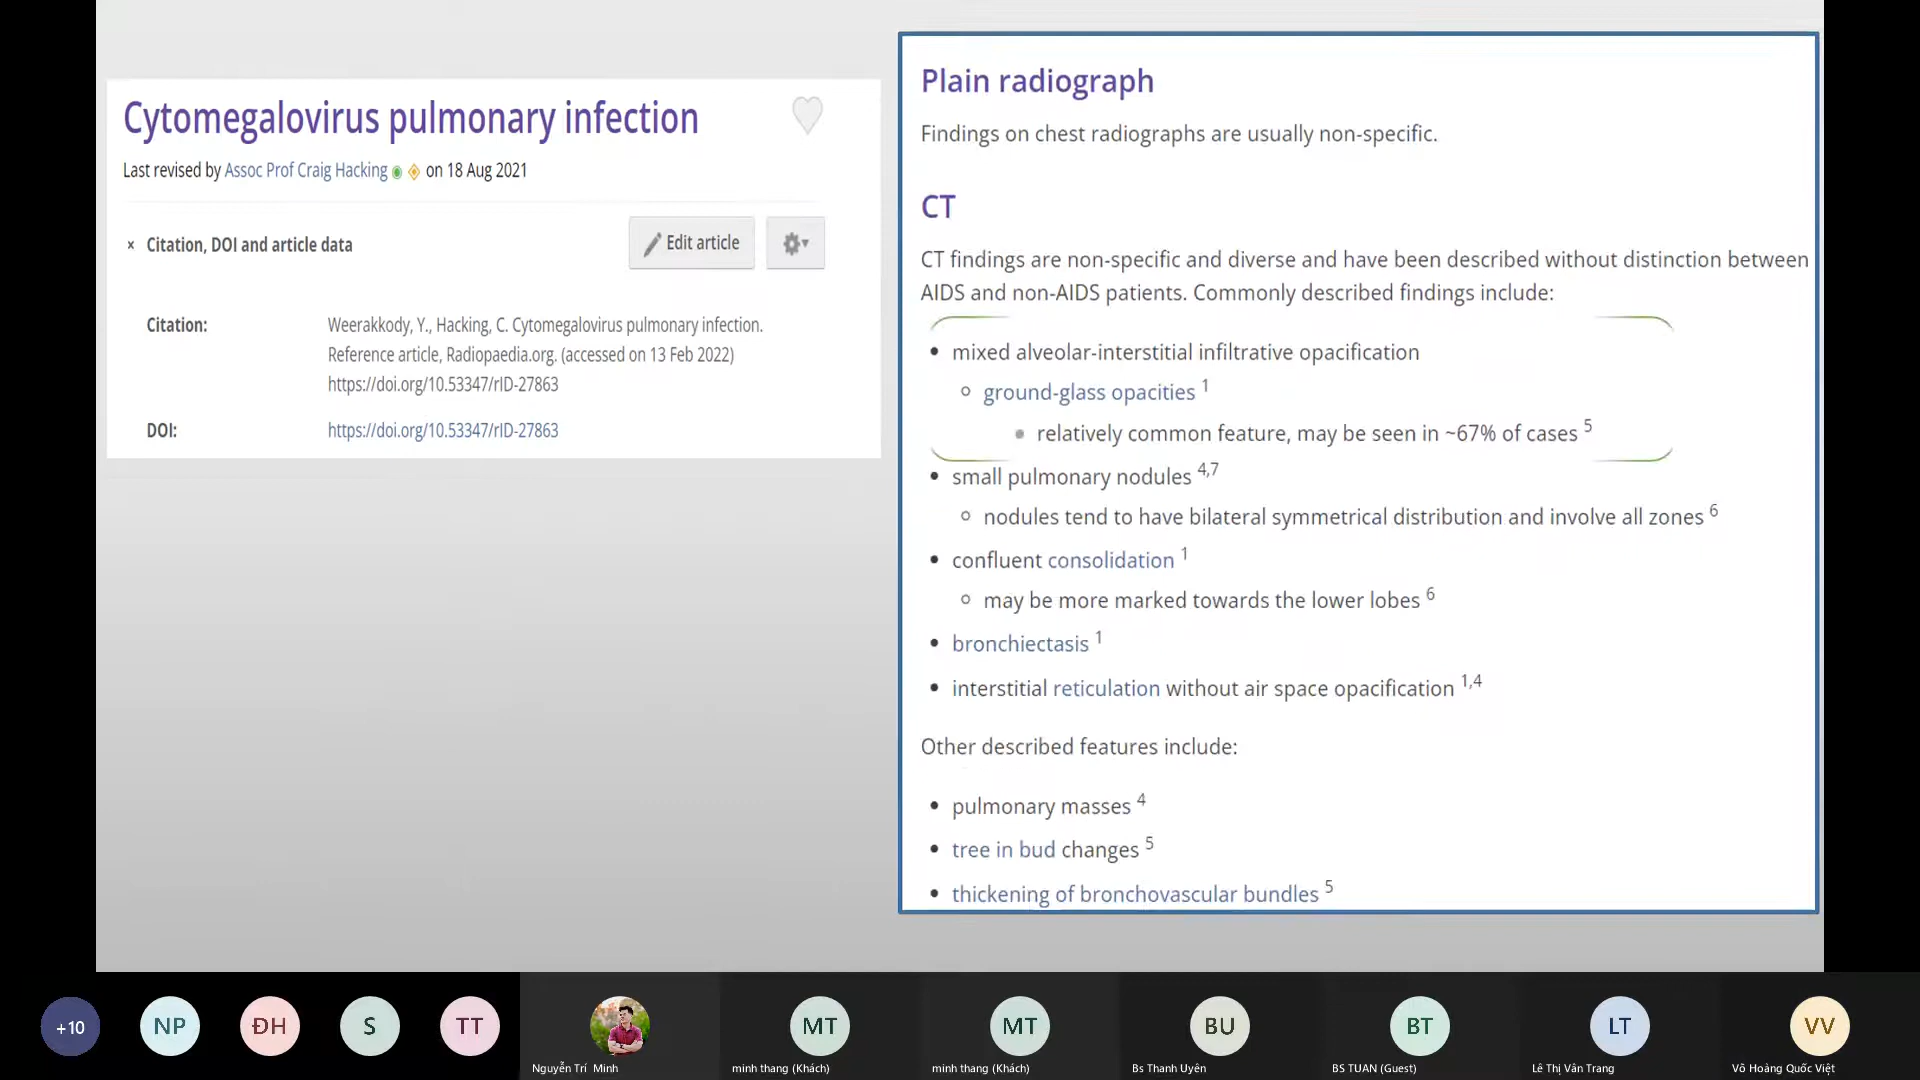 Cytomegalovirus pulmonary infection
Last revised by Assoc Prof Craig Hacking on 18 Aug 2021
× Citation, DOI and article data
Edit article
Citation:
Weerakkody, Y., Hacking, C. Cytomegalovirus pulmonary infection.
Reference article, Radiopaedia.org. (accessed on 13 Feb 2022)
https://doi.org/10.53347/rID-27863
DOI:
https://doi.org/10.53347/rID-27863
Plain radiograph
Findings on chest radiographs are usually non-specific.
CT
CT findings are non-specific and diverse and have been described without distinction between
AIDS and non-AIDS patients. Commonly described findings include:
• mixed alveolar-interstitial infiltrative opacification
○ ground-glass opacities 1
▪ relatively common feature, may be seen in ~67% of cases 5
• small pulmonary nodules 4,7
○ nodules tend to have bilateral symmetrical distribution and involve all zones 6
• confluent consolidation 1
○ may be more marked towards the lower lobes 6
• bronchiectasis 1
• interstitial reticulation without air space opacification 1,4
Other described features include:
• pulmonary masses 4
• tree in bud changes 5
• thickening of bronchovascular bundles 5
+10
NP
ĐH
S
TT
MT
MT
BU
BT
LT
VV
Nguyễn Trí Minh
minh thang (Khách)
minh thang (Khách)
Bs Thanh Uyên
BS TUAN (Guest)
Lê Thị Vân Trang
Võ Hoàng Quốc Việt